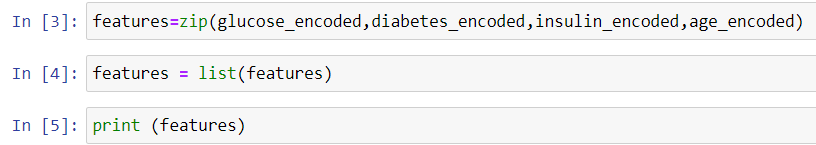 In [3]: features=zip(glucose_encoded,diabetes_encoded,insulin_encoded,age_encoded)
In [4]: features = list(features)
In [5]: print (features)